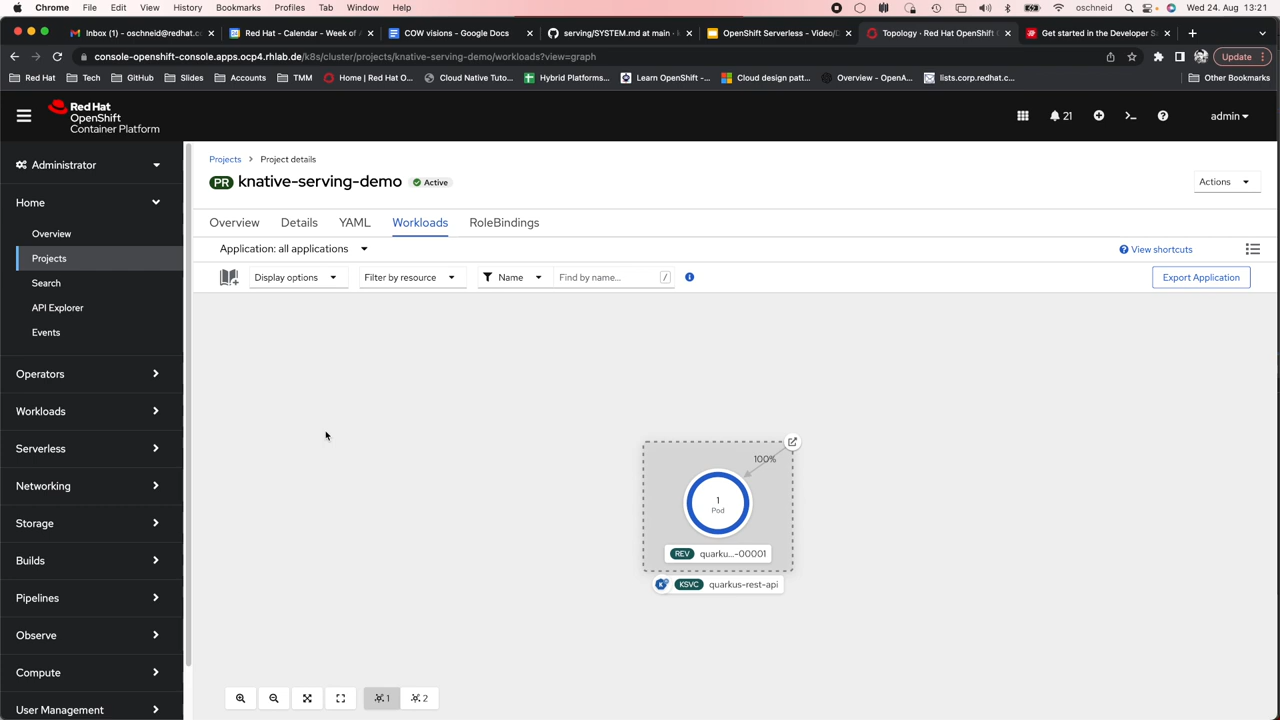 Chrome File Edit View History Bookmarks Profiles Tab Window Help oschneid Wed 24. Aug 13:21
Inbox (1) - oschneid@redhat.c Red Hat - Calendar - Week of A COW visions - Google Docs serving/SYSTEM.md at main · k OpenShift Serverless - Video/D Topology · Red Hat OpenShift C Get started in the Developer S
console-openshift-console.apps.ocp4.rhlab.de/k8s/cluster/projects/knative-serving-demo/workloads?view=graph Update
Red Hat Tech GitHub Slides Accounts TMM Home | Red Hat O... Cloud Native Tuto... Hybrid Platforms... Learn OpenShift -... Cloud design patt... Overview - OpenA... lists.corp.redhat.c... Other Bookmarks
Red Hat
OpenShift
Container Platform
21
admin
Administrator
Home
Overview
Projects
Search
API Explorer
Events
Operators
Workloads
Serverless
Networking
Storage
Builds
Pipelines
Observe
Compute
User Management
Projects > Project details
PR knative-serving-demo Active
Actions
Overview Details YAML Workloads RoleBindings
Application: all applications
View shortcuts
Display options Filter by resource Name Find by name... /
Export Application
100%
1
Pod
REV quarku...-00001
KSVC quarkus-rest-api
1 2